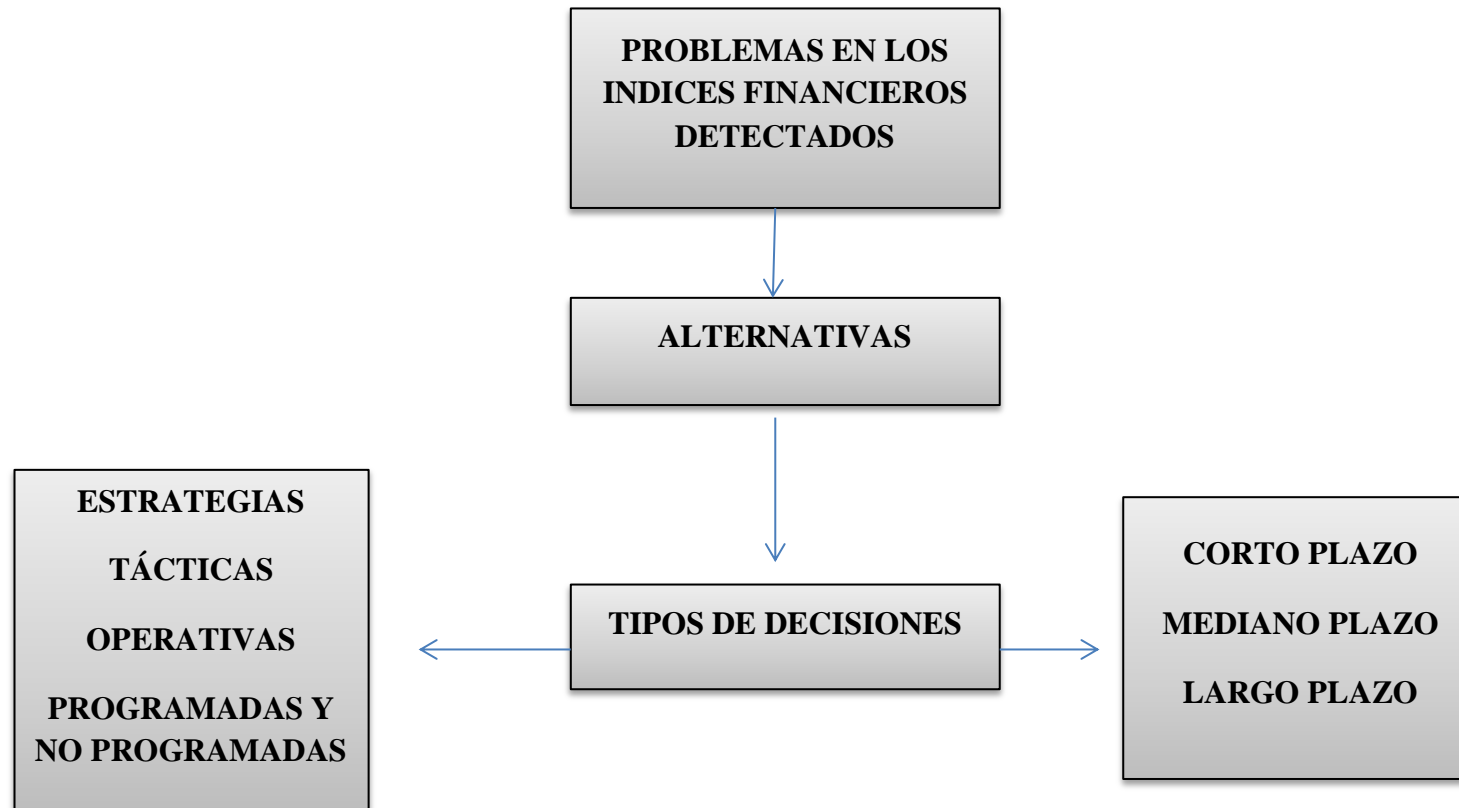 PROBLEMAS EN LOS
INDICES FINANCIEROS
DETECTADOS
ALTERNATIVAS
TIPOS DE DECISIONES
ESTRATEGIAS
TÁCTICAS
OPERATIVAS
PROGRAMADAS Y
NO PROGRAMADAS
CORTO PLAZO
MEDIANO PLAZO
LARGO PLAZO